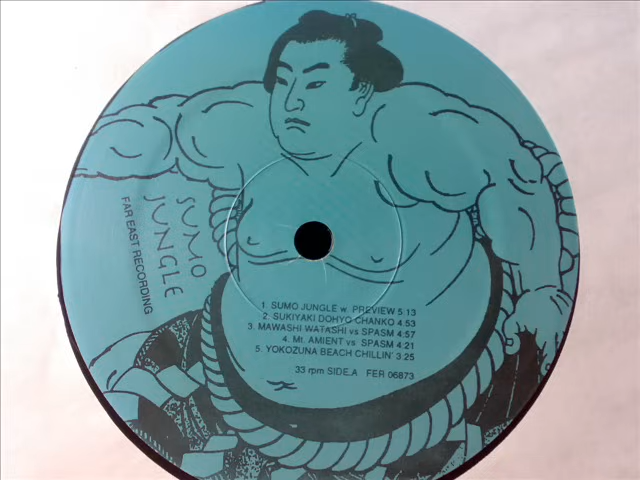 SUMO
JUNGLE
FAR EAST RECORDING
1. SUMO JUNGLE w. PREVIEW 5 13
2. SUKIYAKI DOHYO CHANKO 4 53
3. MAWASHI WATASHI vs SPASM 4:57
4. Mr. AMIENT vs SPASM 4:21
5. YOKOZUNA BEACH CHILLIN' 3:25
33 rpm SIDE.A FER 06873